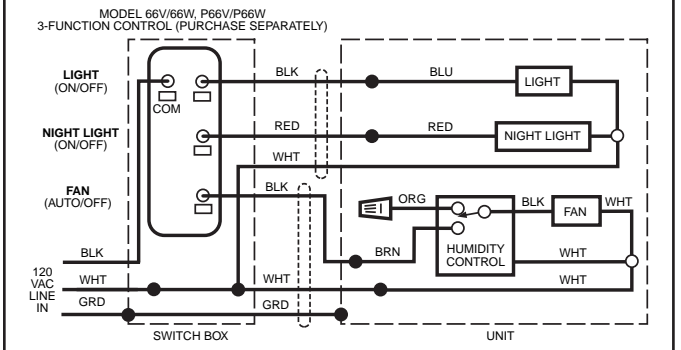 MODEL 66V/66W, P66V/P66W
3-FUNCTION CONTROL (PURCHASE SEPARATELY)
LIGHT
(ON/OFF)
COM
BLK
BLU
LIGHT
NIGHT LIGHT
(ON/OFF)
RED
RED
NIGHT LIGHT
WHT
FAN
(AUTO/OFF)
BLK
ORG
BLK
FAN
WHT
BRN
HUMIDITY
CONTROL
WHT
BLK
120
VAC
LINE
IN
WHT
WHT
WHT
GRD
GRD
SWITCH BOX
UNIT